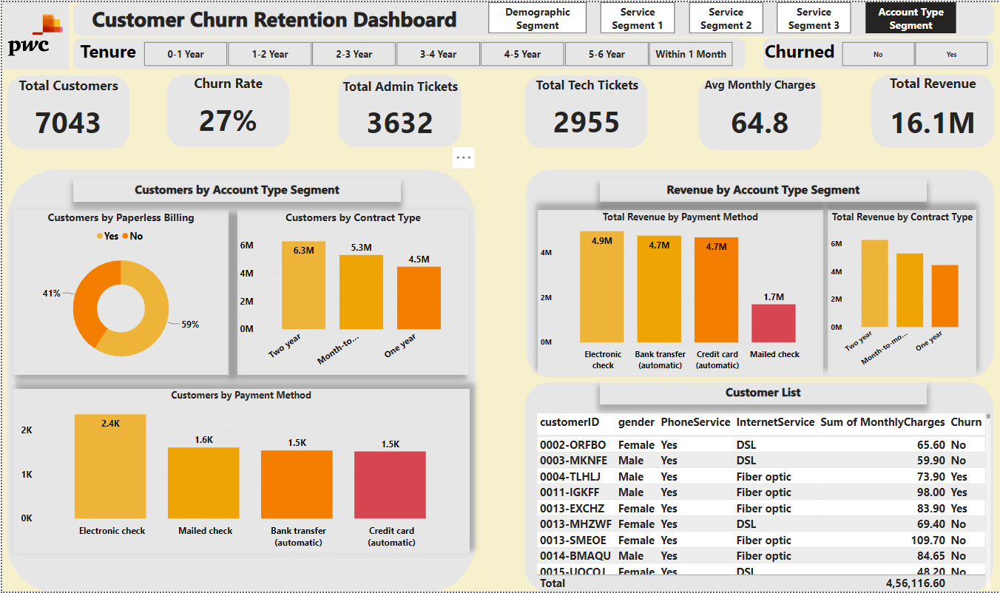 pwc
Customer Churn Retention Dashboard
Demographic
Segment
Service
Segment 1
Service
Segment 2
Service
Segment 3
Account Type
Segment
Tenure
0-1 Year
1-2 Year
2-3 Year
3-4 Year
4-5 Year
5-6 Year
Within 1 Month
Churned
No
Yes
Total Customers
7043
Churn Rate
27%
Total Admin Tickets
3632
Total Tech Tickets
2955
Avg Monthly Charges
64.8
Total Revenue
16.1M
Customers by Account Type Segment
Customers by Paperless Billing
Yes No
41%
59%
Customers by Contract Type
6M
4M
2M
0M
6.3M
5.3M
4.5M
Two year
Month-to-...
One year
Customers by Payment Method
2K
1K
0K
2.4K
1.6K
1.5K
1.5K
Electronic check
Mailed check
Bank transfer
(automatic)
Credit card
(automatic)
Revenue by Account Type Segment
Total Revenue by Payment Method
4M
2M
0M
4.9M
4.7M
4.7M
1.7M
Electronic
check
Bank transfer
(automatic)
Credit card
(automatic)
Mailed check
Total Revenue by Contract Type
6M
4M
2M
0M
Two year
Month-to-mo...
One year
Customer List
customerID gender PhoneService InternetService Sum of MonthlyCharges Churn
0002-ORFBO Female Yes DSL 65.60 No
0003-MKNFE Male Yes DSL 59.90 No
0004-TLHLJ Male Yes Fiber optic 73.90 Yes
0011-IGKFF Male Yes Fiber optic 98.00 Yes
0013-EXCHZ Female Yes Fiber optic 83.90 Yes
0013-MHZWF Female Yes DSL 69.40 No
0013-SMEOE Female Yes Fiber optic 109.70 No
0014-BMAQU Male Yes Fiber optic 84.65 No
0015-UOCOJ Female Yes DSL 48.20 No
Total 4,56,116.60